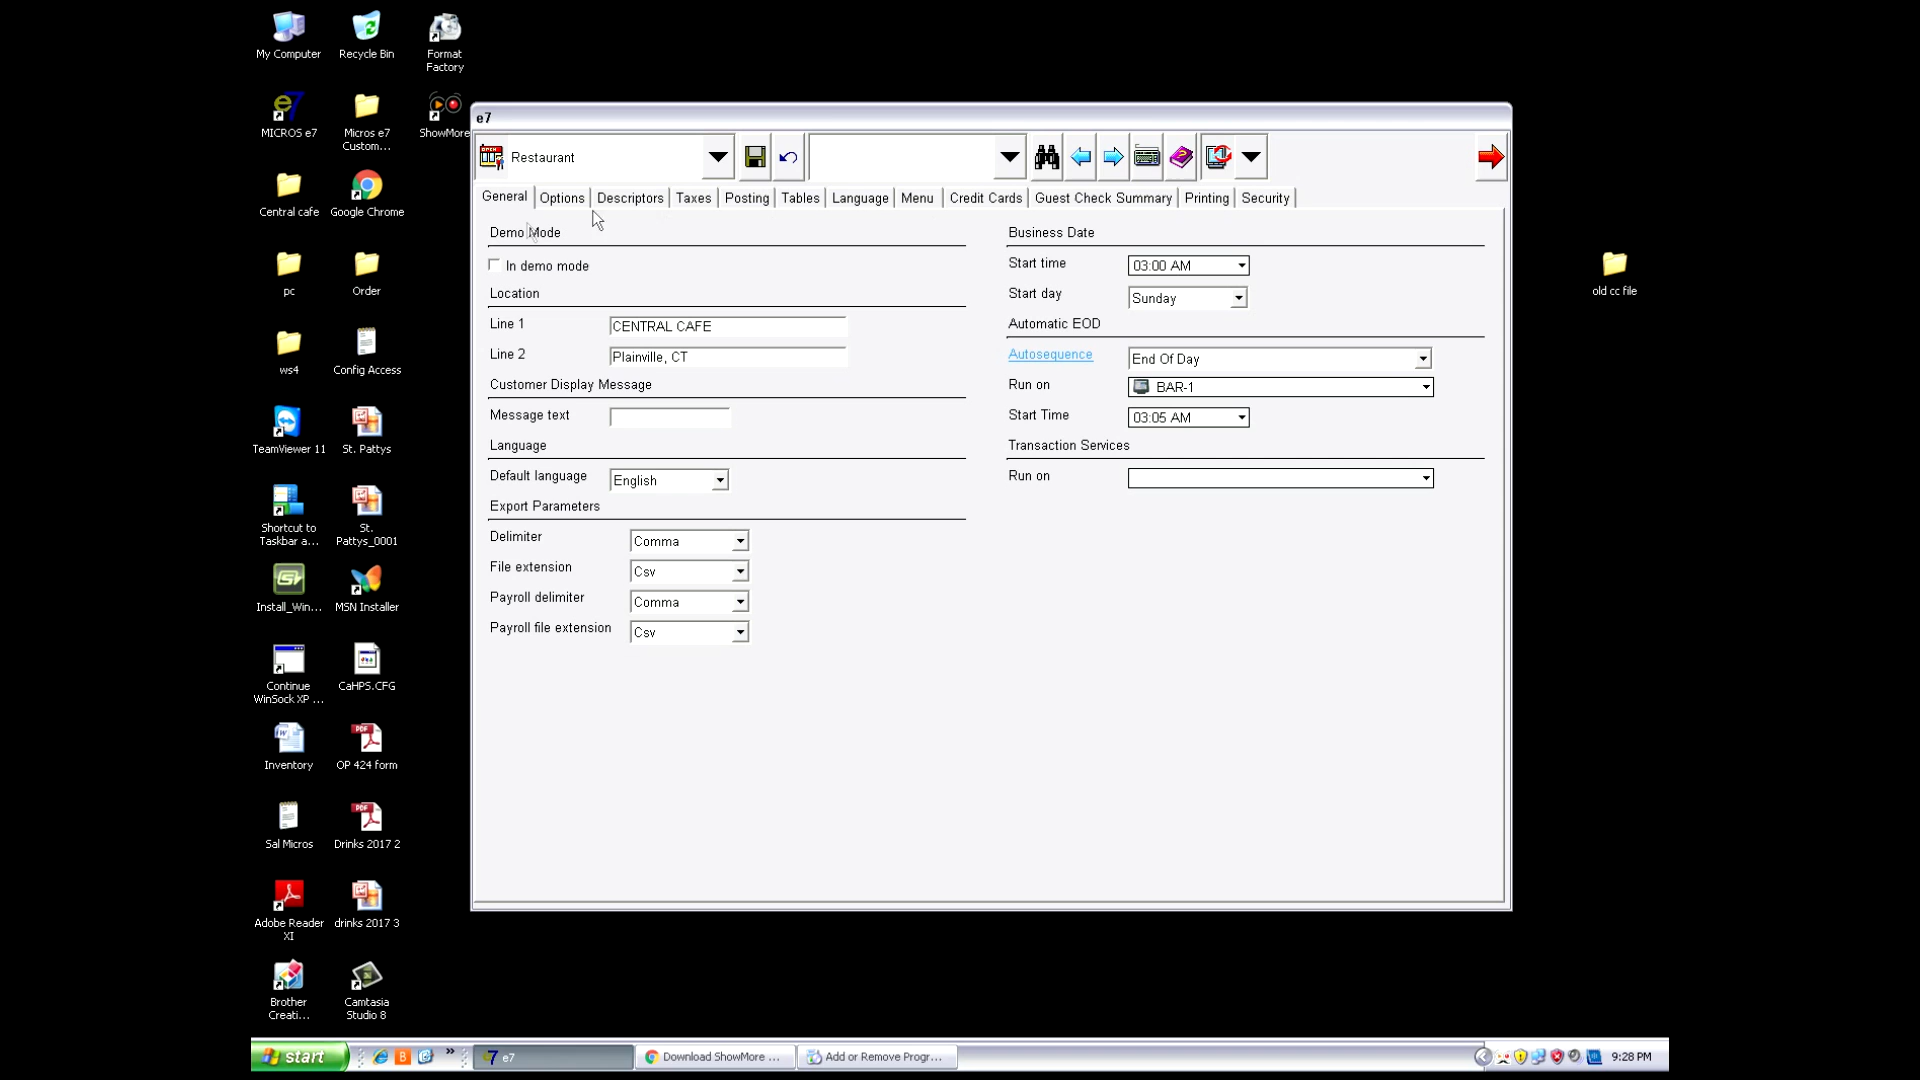 My Computer
Recycle Bin
Format
Factory
MICROS e7
Micros e7
Custom...
ShowMore
Central cafe
Google Chrome
pc
Order
ws4
Config Access
TeamViewer 11
St. Pattys
Shortcut to
Taskbar a...
St.
Pattys_0001
Install_Win...
MSN Installer
Continue
WinSock XP ...
CaHPS.CFG
Inventory
OP 424 form
Sal Micros
Drinks 2017 2
Adobe Reader
XI
drinks 2017 3
Brother
Creati...
Camtasia
Studio 8
old cc file
e7
Restaurant
General
Options
Descriptors
Taxes
Posting
Tables
Language
Menu
Credit Cards
Guest Check Summary
Printing
Security
Demo Mode
In demo mode
Location
Line 1
CENTRAL CAFE
Line 2
Plainville, CT
Customer Display Message
Message text
Language
Default language
English
Export Parameters
Delimiter
Comma
File extension
Csv
Payroll delimiter
Comma
Payroll file extension
Csv
Business Date
Start time
03:00 AM
Start day
Sunday
Automatic EOD
Autosequence
End Of Day
Run on
BAR-1
Start Time
03:05 AM
Transaction Services
Run on
start
e7
Download ShowMore ...
Add or Remove Progr...
9:28 PM